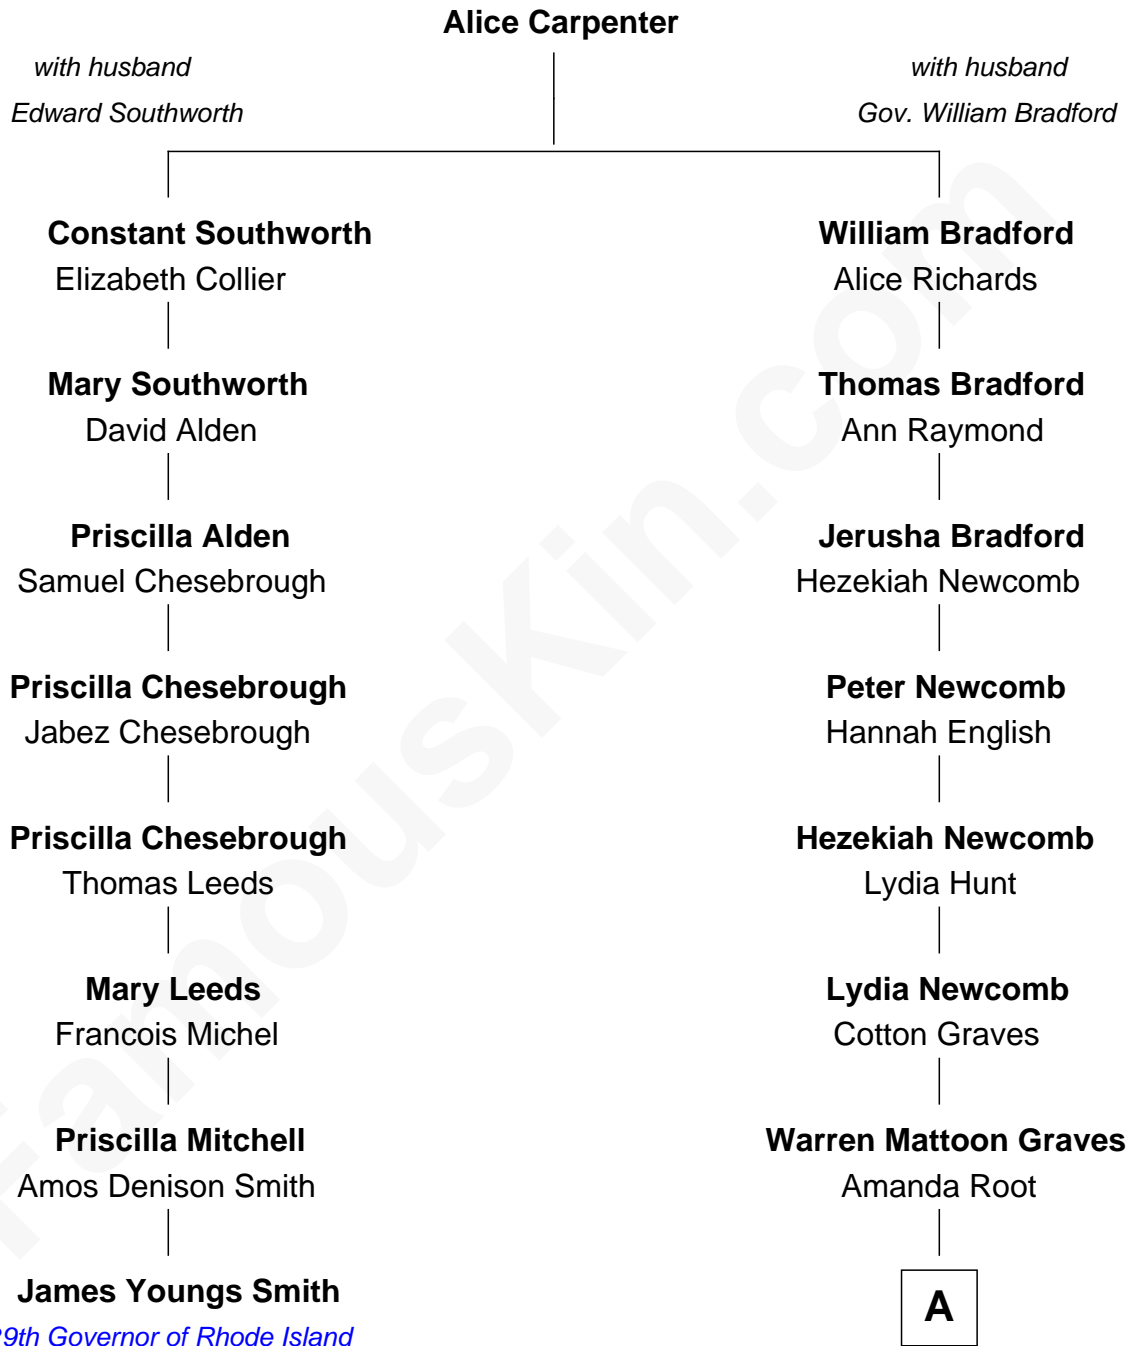 Alice Carpenter
with husband
Edward Southworth
with husband
Gov. William Bradford
Constant Southworth
Elizabeth Collier
William Bradford
Alice Richards
Mary Southworth
David Alden
Thomas Bradford
Ann Raymond
Priscilla Alden
Samuel Chesebrough
Jerusha Bradford
Hezekiah Newcomb
Priscilla Chesebrough
Jabez Chesebrough
Peter Newcomb
Hannah English
Priscilla Chesebrough
Thomas Leeds
Hezekiah Newcomb
Lydia Hunt
Mary Leeds
Francois Michel
Lydia Newcomb
Cotton Graves
Priscilla Mitchell
Amos Denison Smith
Warren Mattoon Graves
Amanda Root
James Youngs Smith
9th Governor of Rhode Island
A
FamousKin.com